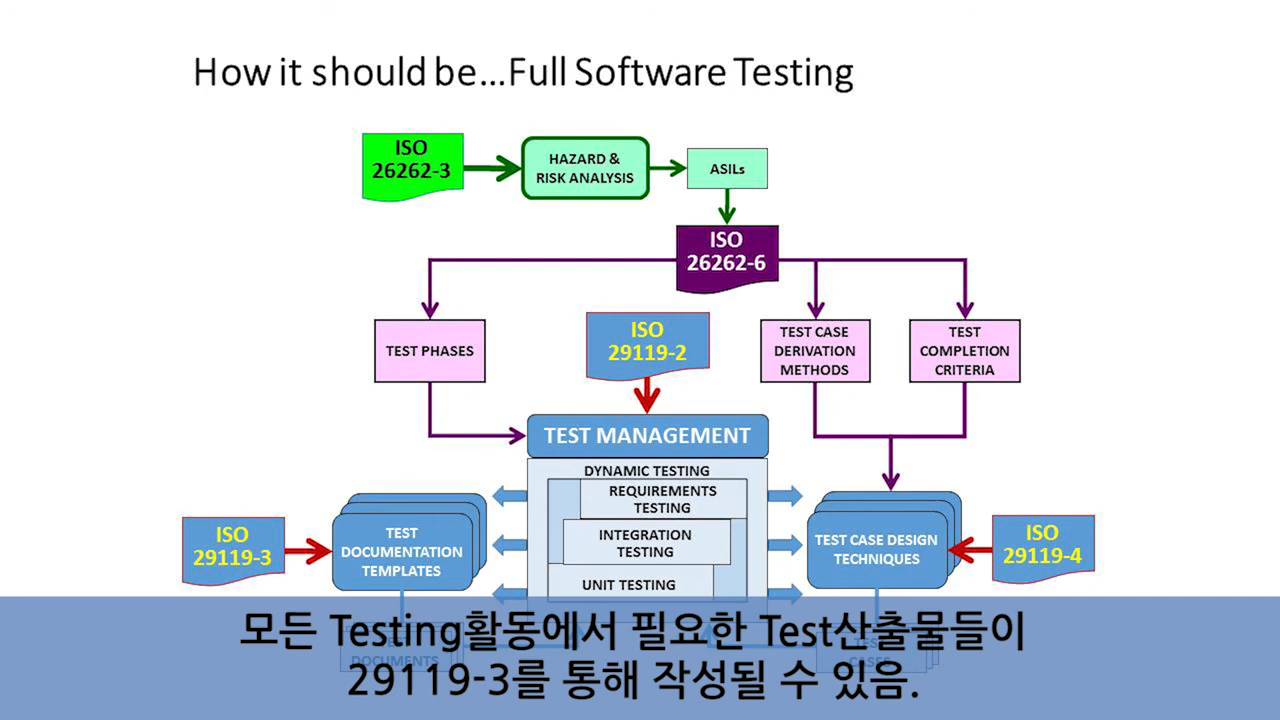 How it should be...Full Software Testing
ISO
26262-3
HAZARD &
RISK ANALYSIS
ASILs
ISO
26262-6
TEST PHASES
ISO
29119-2
TEST CASE
DERIVATION
METHODS
TEST
COMPLETION
CRITERIA
TEST MANAGEMENT
DYNAMIC TESTING
REQUIREMENTS
TESTING
INTEGRATION
TESTING
UNIT TESTING
ISO
29119-3
TEST
DOCUMENTATION
TEMPLATES
TEST CASE DESIGN
TECHNIQUES
ISO
29119-4
DOCUMENTS
CASES
모든 Testing활동에서 필요한 Test산출물들이
29119-3를 통해 작성될 수 있음.